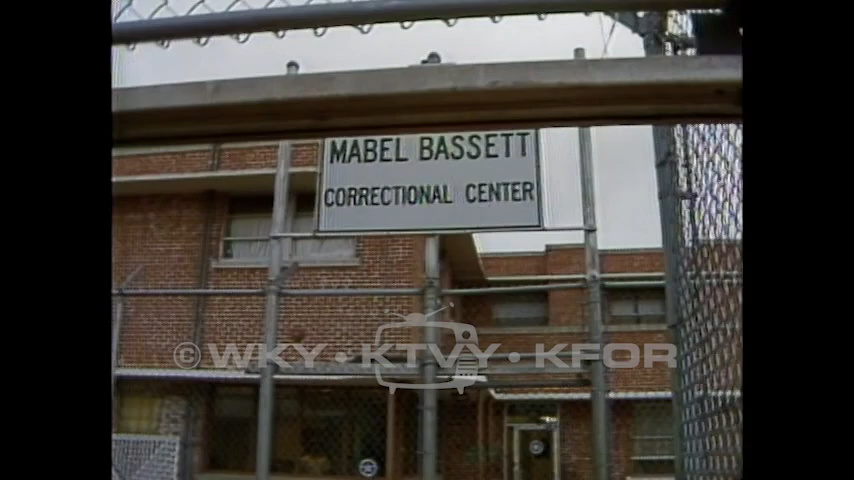 MABEL BASSETT
CORRECTIONAL CENTER
© WKY • KTVY • KFOR